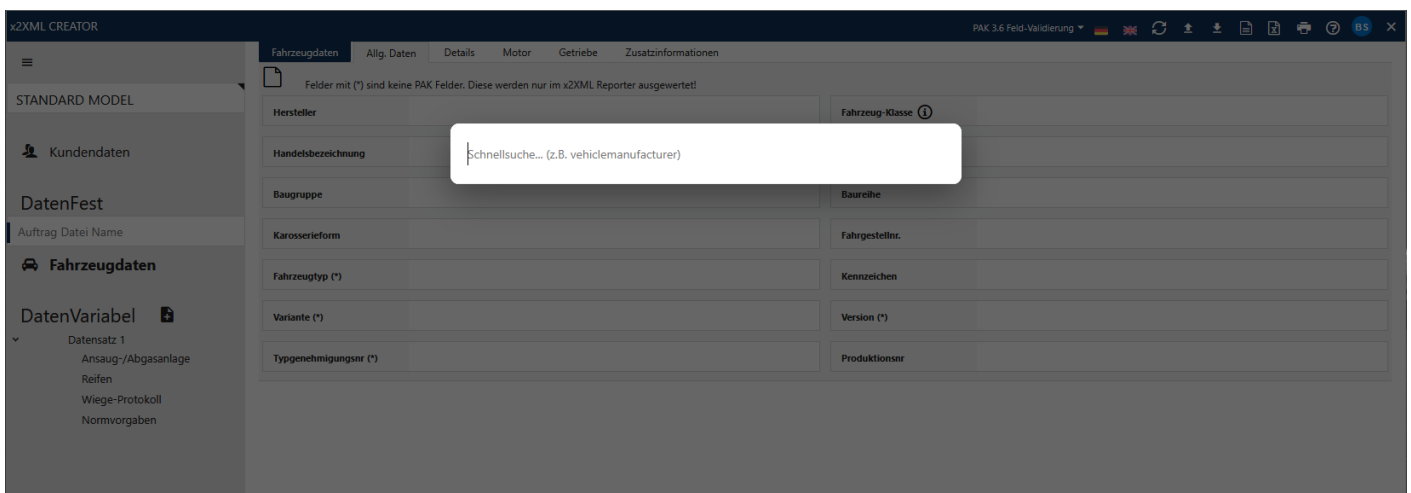 x2XML CREATOR
PAK 3.6 Feld-Validierung
BS
STANDARD MODEL
Kundendaten
DatenFest
Auftrag Datei Name
Fahrzeugdaten
DatenVariabel
Datensatz 1
Ansaug-/Abgasanlage
Reifen
Wiege-Protokoll
Normvorgaben
Fahrzeugdaten Allg. Daten Details Motor Getriebe Zusatzinformationen
Felder mit (*) sind keine PAK Felder. Diese werden nur im x2XML Reporter ausgewertet!
Hersteller
Fahrzeug-Klasse
Schnellsuche... (z.B. vehiclemanufacturer)
Handelsbezeichnung
Baugruppe
Baureihe
Karosserieform
Fahrgestellnr.
Fahrzeugtyp (*)
Kennzeichen
Variante (*)
Version (*)
Typgenehmigungsnr (*)
Produktionsnr